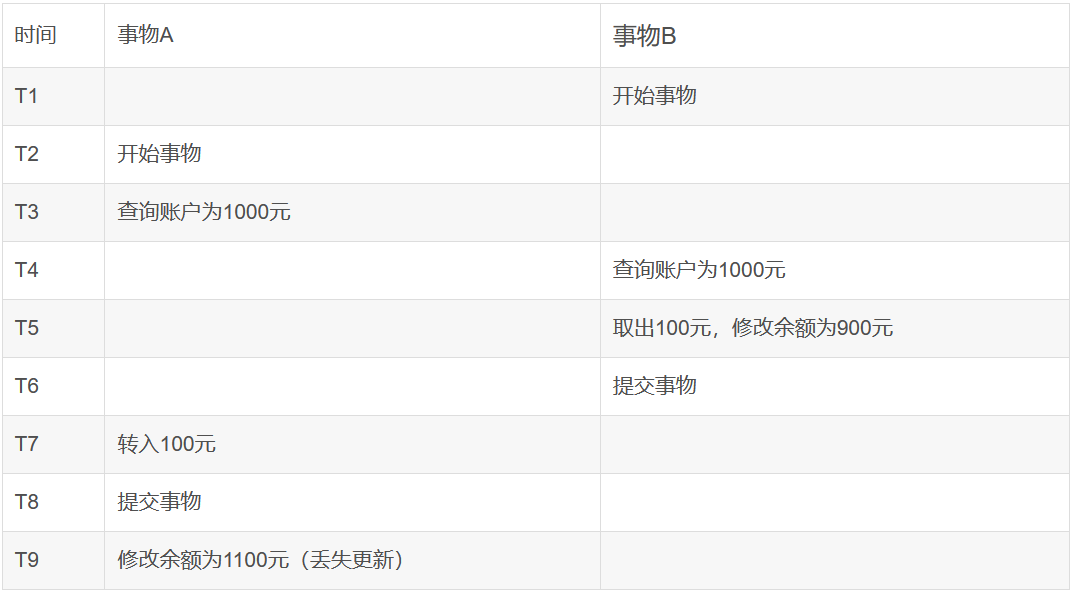 时间 事物A 事物B
T1 开始事物
T2 开始事物
T3 查询账户为1000元
T4 查询账户为1000元
T5 取出100元，修改余额为900元
T6 提交事物
T7 转入100元
T8 提交事物
T9 修改余额为1100元（丢失更新）